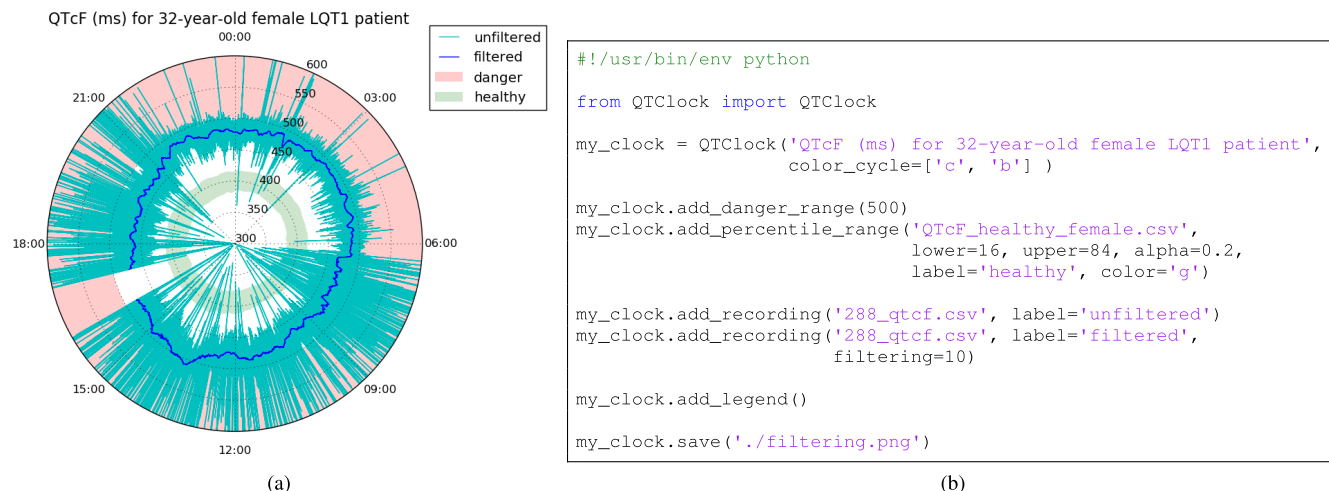 QTcF (ms) for 32-year-old female LQT1 patient
00:00
03:00
06:00
09:00
12:00
15:00
18:00
21:00
600
550
500
450
400
350
300
unfiltered
filtered
danger
healthy
(a)
#!/usr/bin/env python
from QTClock import QTClock
my_clock = QTClock('QTcF (ms) for 32-year-old female LQT1 patient',
color_cycle=['c', 'b'] )
my_clock.add_danger_range(500)
my_clock.add_percentile_range('QTcF_healthy_female.csv',
lower=16, upper=84, alpha=0.2,
label='healthy', color='g')
my_clock.add_recording('288_qtcf.csv', label='unfiltered')
my_clock.add_recording('288_qtcf.csv', label='filtered',
filtering=10)
my_clock.add_legend()
my_clock.save('./filtering.png')
(b)